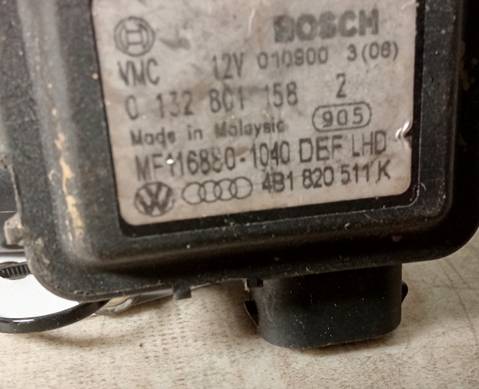 BOSCH
VMC 12V 010900 3(06)
0 132 801 158 2
Made in Malaysia 905
MF116880-1040 DEF LHD
4B1 820 511 K